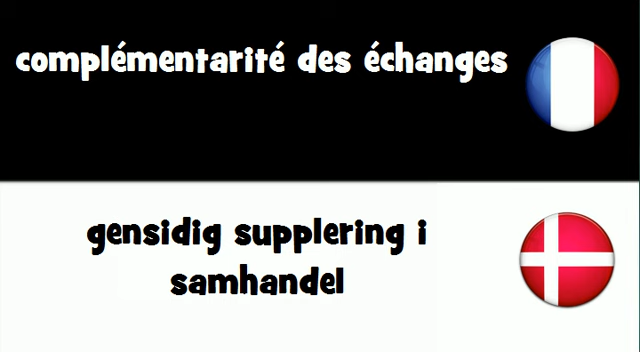 complémentarité des échanges
gensidig supplering i
samhandel